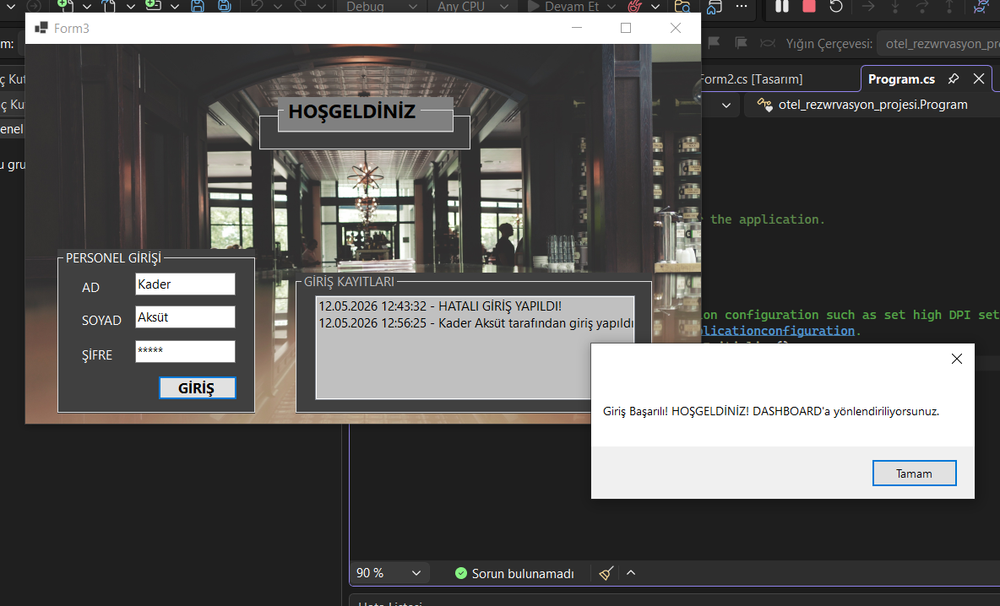 Debug
Any CPU
Devam Et
Form3
m:
Yığın Çerçevesi:
otel_rezwrvasyon_pr
Form2.cs [Tasarım]
Program.cs
otel_rezwrvasyon_projesi.Program
ç Kut
ç Ku
enel
u gru
HOŞGELDİNİZ
the application.
PERSONEL GİRİŞİ
AD
Kader
SOYAD
Aksüt
ŞİFRE
*****
GİRİŞ
GİRİŞ KAYITLARI
12.05.2026 12:43:32 - HATALI GİRİŞ YAPILDI!
12.05.2026 12:56:25 - Kader Aksüt tarafından giriş yapıldı
on configuration such as set high DPI set
plicationconfiguration.
Giriş Başarılı! HOŞGELDİNİZ! DASHBOARD'a yönlendiriliyorsunuz.
Tamam
90 %
Sorun bulunamadı
Hata Listesi